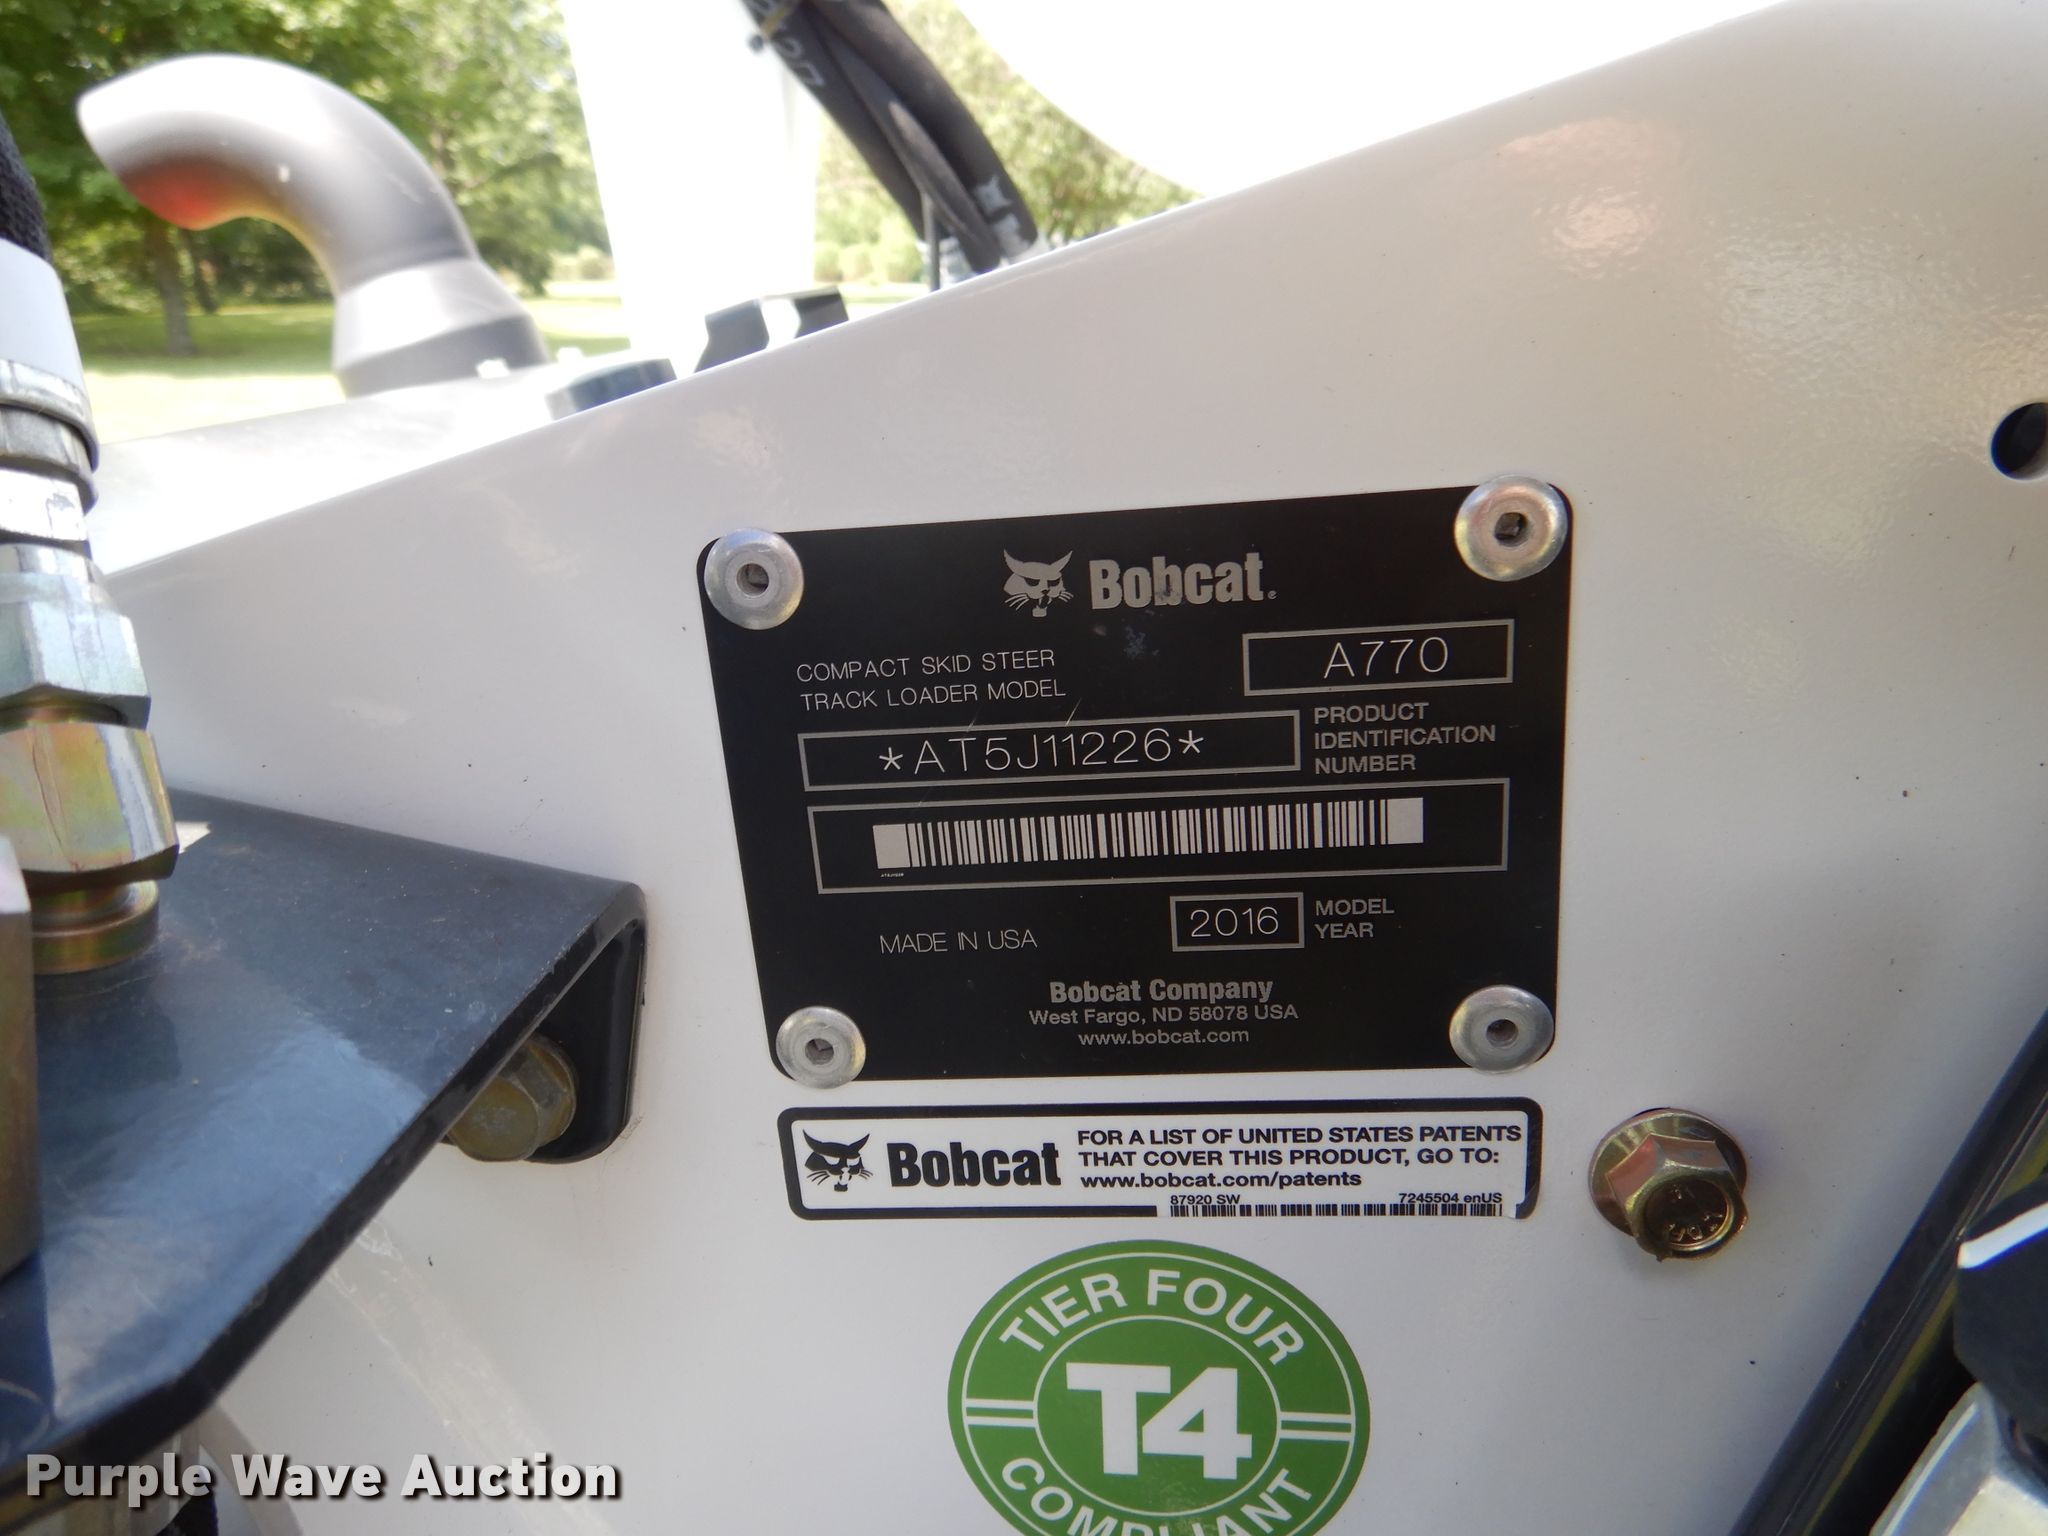 Bobcat®
COMPACT SKID STEER
TRACK LOADER MODEL
A770
*AT5J11226*
PRODUCT
IDENTIFICATION
NUMBER
MADE IN USA
2016
MODEL
YEAR
Bobcat Company
West Fargo, ND 58078 USA
www.bobcat.com
Bobcat
FOR A LIST OF UNITED STATES PATENTS
THAT COVER THIS PRODUCT, GO TO:
www.bobcat.com/patents
87920 SW
7245504 enUS
TIER FOUR
T4
COMPLIANT
Purple Wave Auction